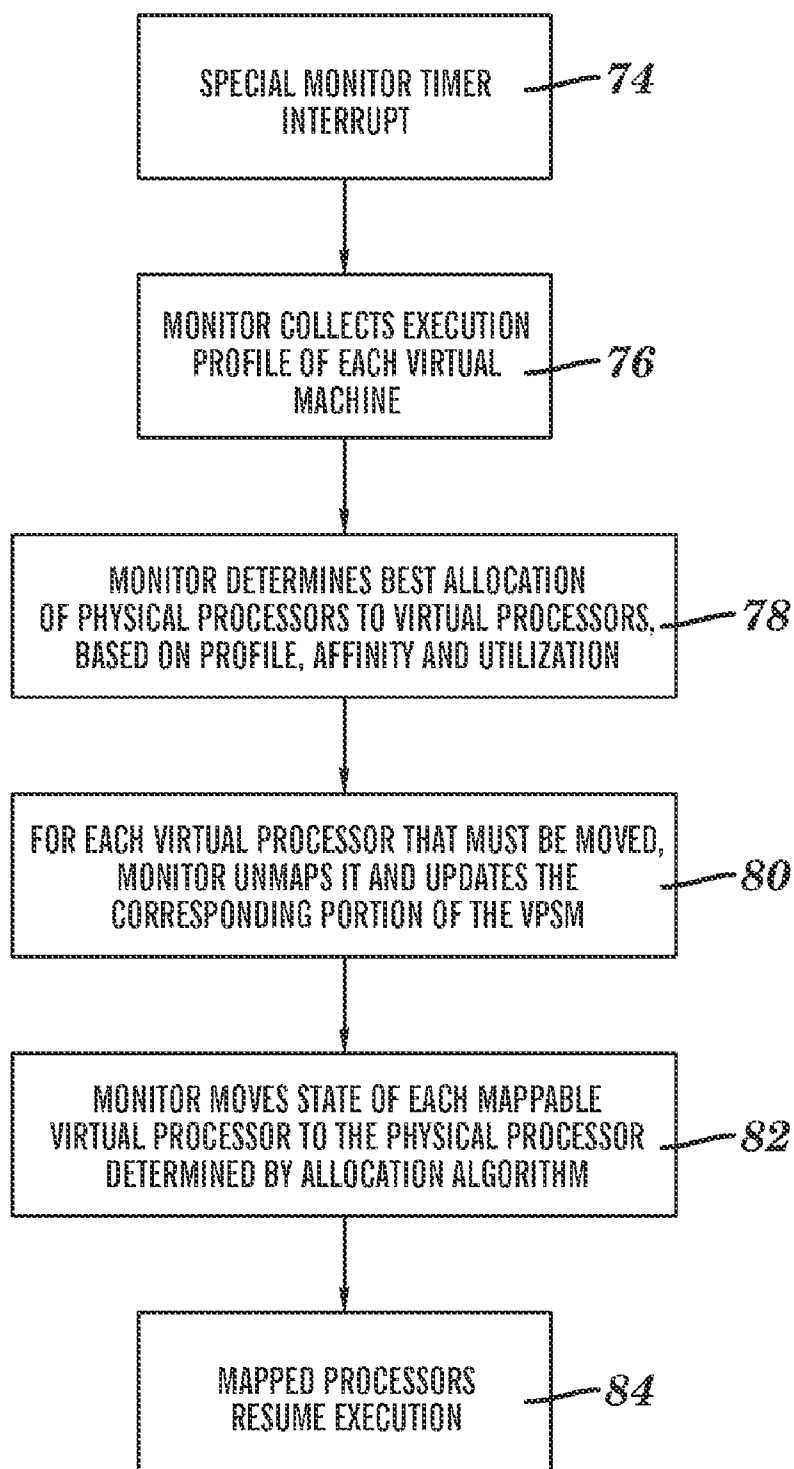 SPECIAL MONITOR TIMER
INTERRUPT
74
MONITOR COLLECTS EXECUTION
PROFILE OF EACH VIRTUAL
MACHINE
76
MONITOR DETERMINES BEST ALLOCATION
OF PHYSICAL PROCESSORS TO VIRTUAL PROCESSORS,
BASED ON PROFILE, AFFINITY AND UTILIZATION
78
FOR EACH VIRTUAL PROCESSOR THAT MUST BE MOVED,
MONITOR UNMAPS IT AND UPDATES THE
CORRESPONDING PORTION OF THE VPSM
80
MONITOR MOVES STATE OF EACH MAPPABLE
VIRTUAL PROCESSOR TO THE PHYSICAL PROCESSOR
DETERMINED BY ALLOCATION ALGORITHM
82
MAPPED PROCESSORS
RESUME EXECUTION
84